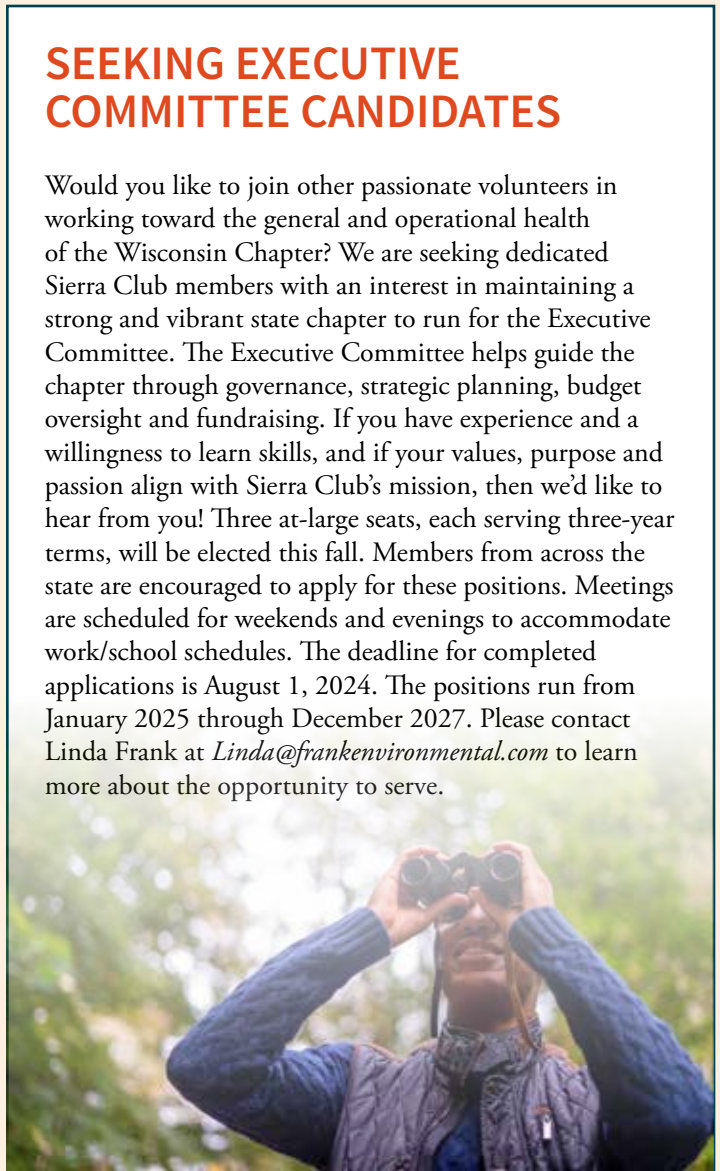 SEEKING EXECUTIVE
COMMITTEE CANDIDATES
Would you like to join other passionate volunteers in
working toward the general and operational health
of the Wisconsin Chapter? We are seeking dedicated
Sierra Club members with an interest in maintaining a
strong and vibrant state chapter to run for the Executive
Committee. The Executive Committee helps guide the
chapter through governance, strategic planning, budget
oversight and fundraising. If you have experience and a
willingness to learn skills, and if your values, purpose and
passion align with Sierra Club’s mission, then we’d like to
hear from you! Three at-large seats, each serving three-year
terms, will be elected this fall. Members from across the
state are encouraged to apply for these positions. Meetings
are scheduled for weekends and evenings to accommodate
work/school schedules. The deadline for completed
applications is August 1, 2024. The positions run from
January 2025 through December 2027. Please contact
Linda Frank at Linda@frankenvironmental.com to learn
more about the opportunity to serve.